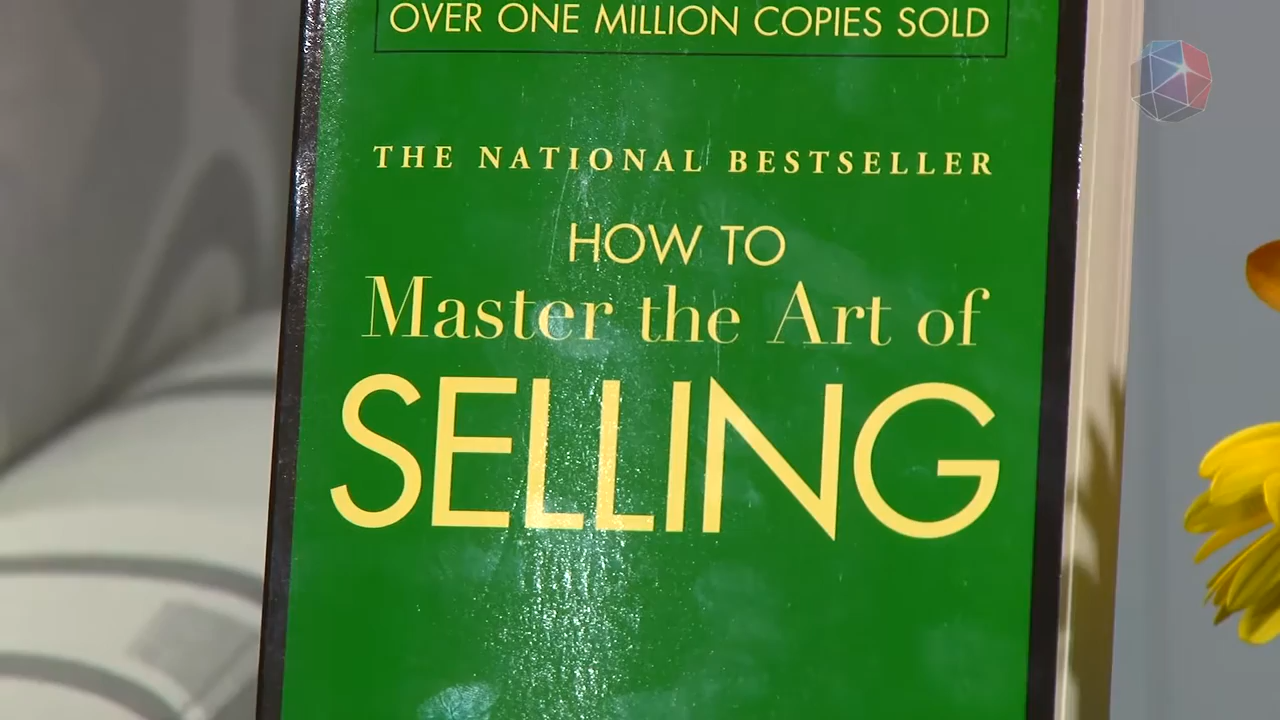 OVER ONE MILLION COPIES SOLD
THE NATIONAL BESTSELLER
HOW TO
Master the Art of
SELLING